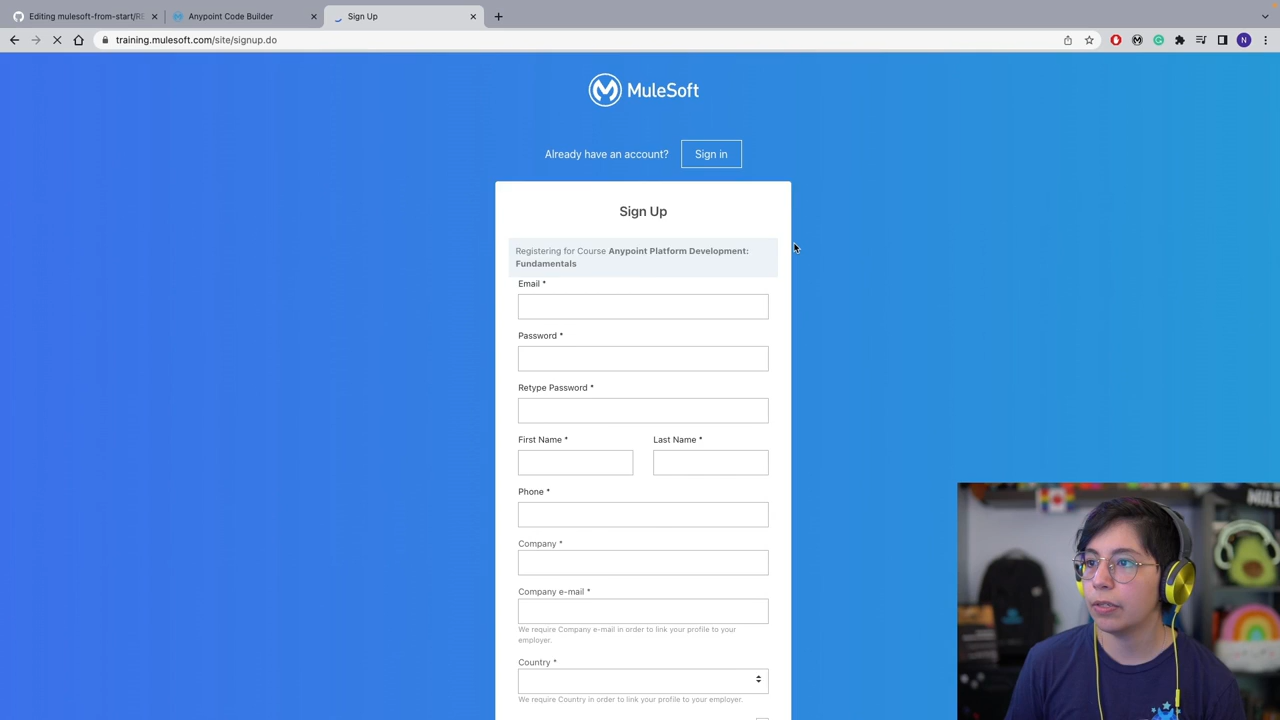 Editing mulesoft-from-start/RE
Anypoint Code Builder
Sign Up
training.mulesoft.com/site/signup.do
N
MuleSoft
Already have an account?
Sign in
Sign Up
Registering for Course Anypoint Platform Development:
Fundamentals
Email *
Password *
Retype Password *
First Name *
Last Name *
Phone *
Company *
Company e-mail *
We require Company e-mail in order to link your profile to your
employer.
Country *
We require Country in order to link your profile to your employer.